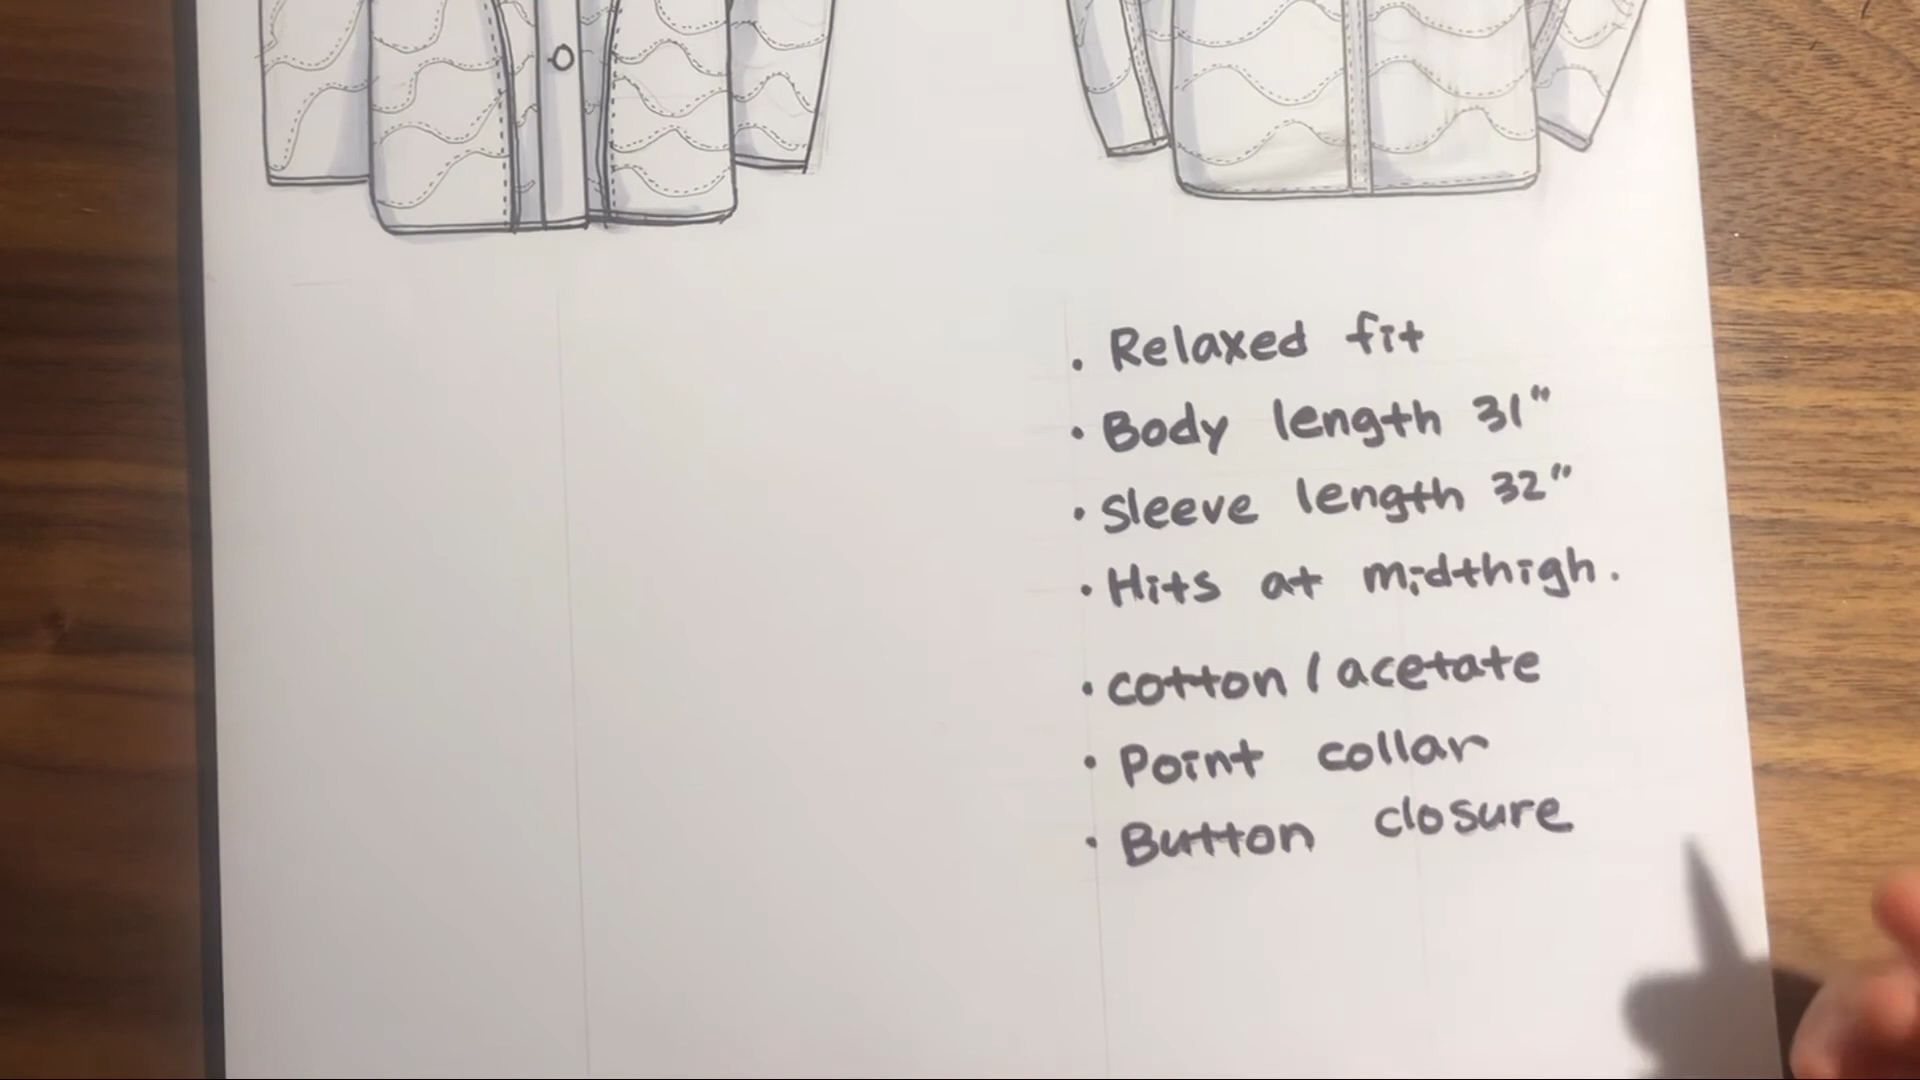 • Relaxed fit
• Body length 31"
• Sleeve length 32"
• Hits at midthigh.
• cotton / acetate
• Point collar
• Button closure